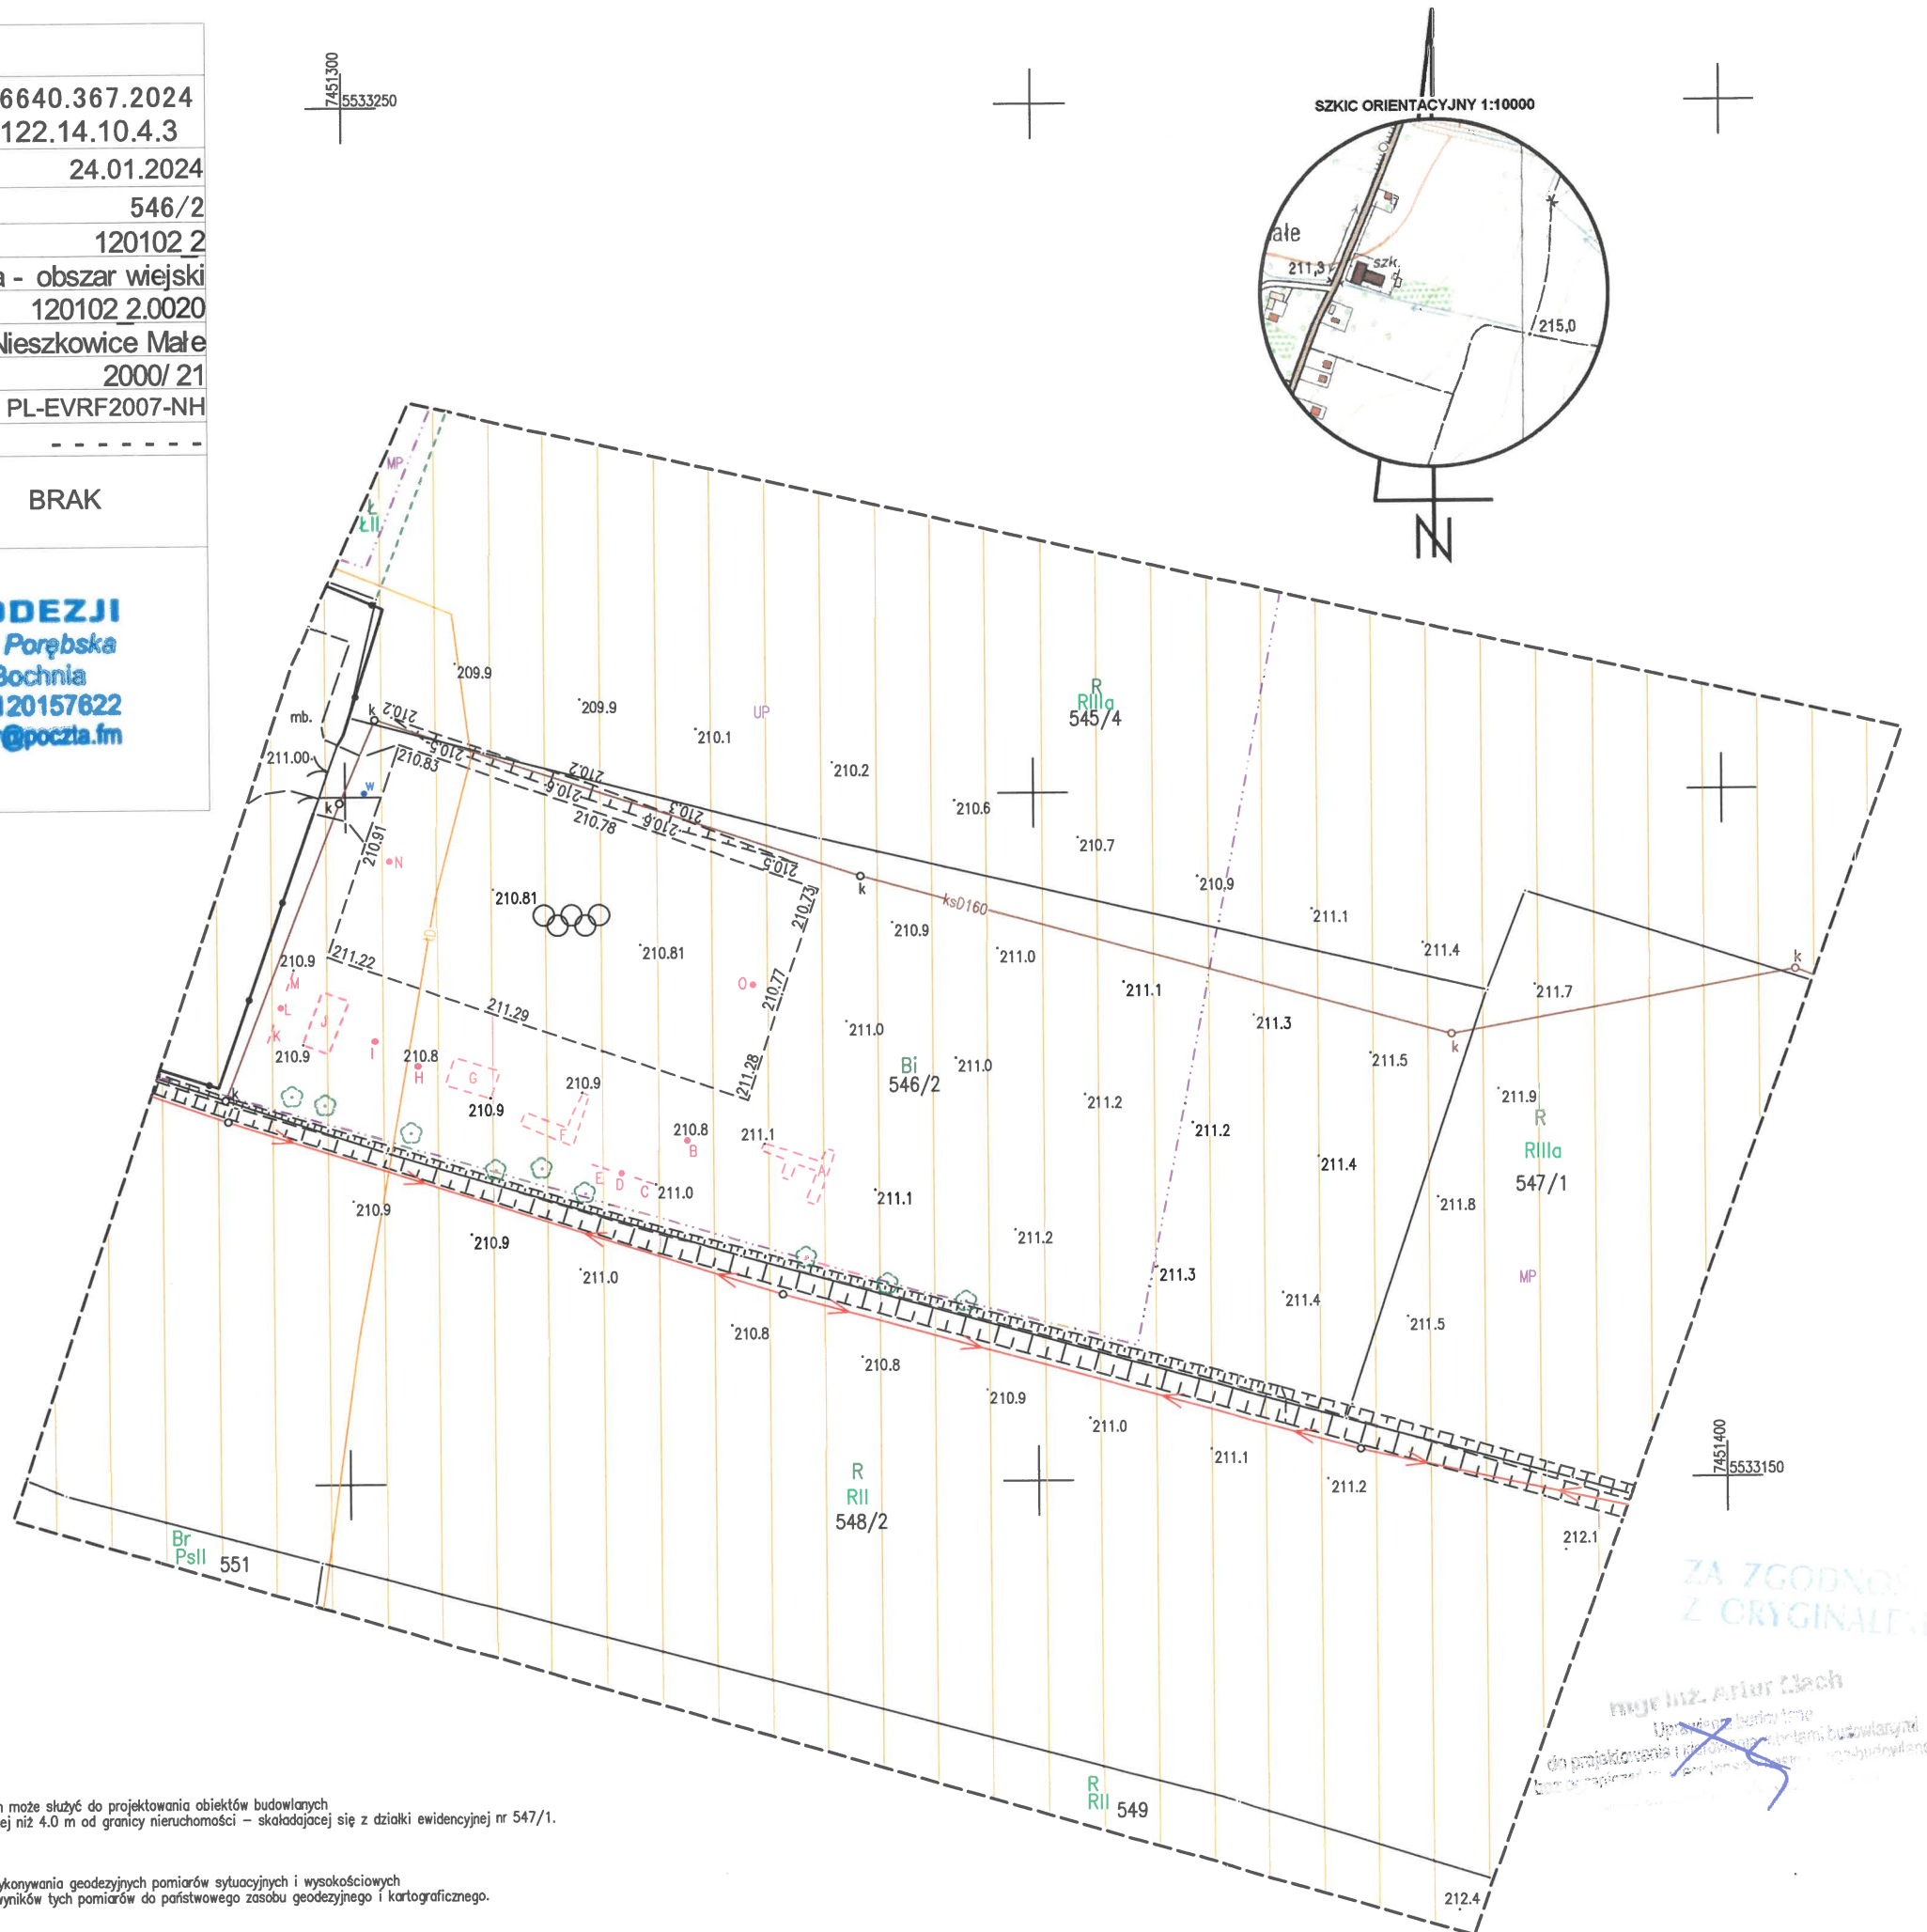 6640.367.2024
122.14.10.4.3
24.01.2024
546/2
120102_2
a - obszar wiejski
120102_2.0020
Nieszkowice Małe
2000/ 21
PL-EVRF2007-NH
- - - - - - -
BRAK
ODEZJI
Porębska
Bochnia
120157622
@poczta.fm
7451300
5533250
SZKIC ORIENTACYJNY 1:10000
ałe
211,3
szk.
215,0
N
MP
Ł
ŁII
209.9
209.9
UP
R
RIIIa
545/4
mb.
k
210.2
210.1
211.00
210.5
210.83
210.2
210.2
w
k
210.6
210.3
210.6
210.78
210.6
210.7
210.91
N
210.5
210.73
k
210.9
210.81
ksD160
211.1
210.9
210.81
211.4
211.0
k
211.22
210.9
M
O
210.77
211.1
211.7
L
J
211.29
211.0
211.3
K
I
k
210.9
210.8
H
G
210.9
211.28
Bi
546/2
211.0
211.5
211.9
R
RIIIa
547/1
k
210.9
F
210.8
B
211.1
211.2
211.2
A
211.4
E
D
C
211.0
211.1
211.8
210.9
210.9
211.2
211.0
211.3
MP
211.4
211.5
210.8
210.8
210.9
211.0
211.1
211.2
7451400
5533150
R
RII
548/2
212.1
Br
PsII
551
ZA ZGODNOŚ
Z ORYGINAŁE
mgr inż. Artur
R
RII
549
212.4
może służyć do projektowania obiektów budowlanych
ej niż 4.0 m od granicy nieruchomości – składającej się z działki ewidencyjnej nr 547/1.
ykonywania geodezyjnych pomiarów sytuacyjnych i wysokościowych
wyników tych pomiarów do państwowego zasobu geodezyjnego i kartograficznego.